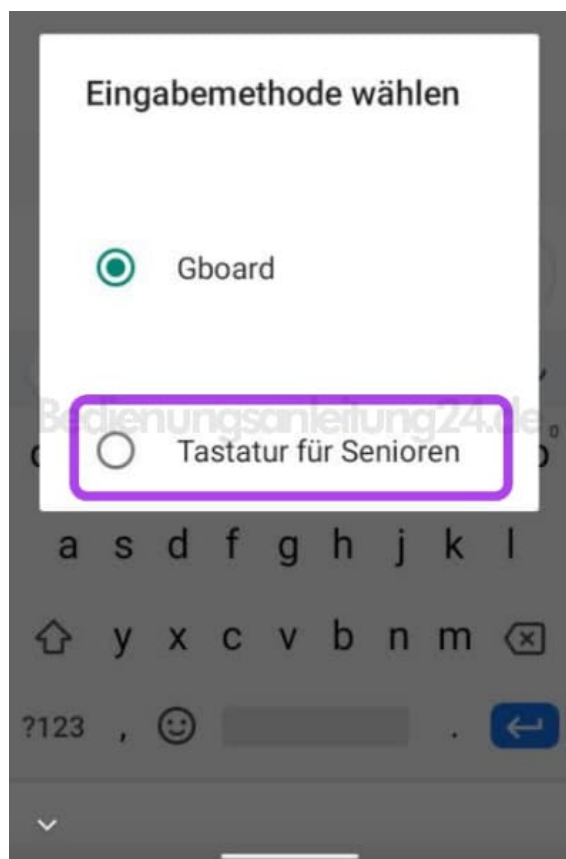 Eingabemethode wählen
Gboard
Bedienungsanleitung24.de
Tastatur für Senioren
a s d f g h j k l
y x c v b n m
?123 , .